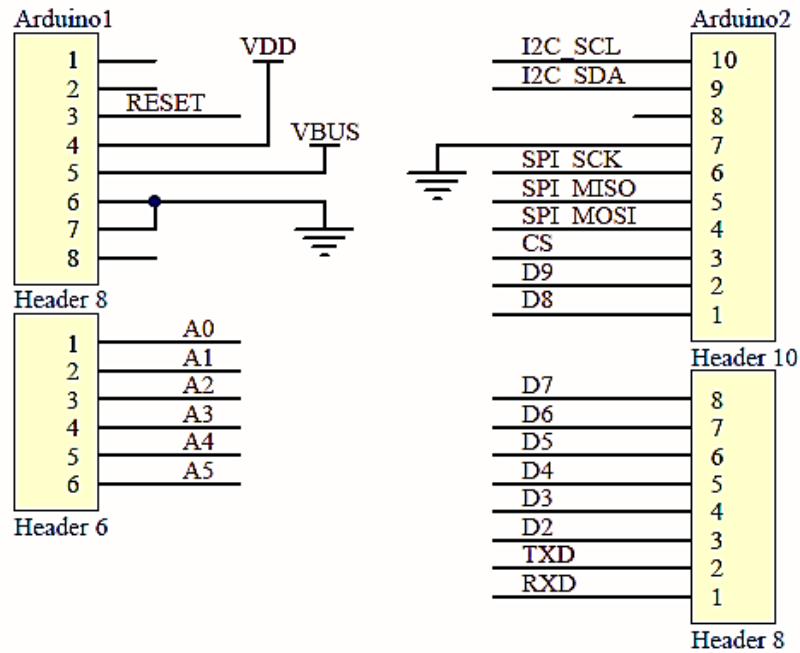 Arduino1
1
2
3 RESET
4 VDD
5 VBUS
6
7
8
Header 8
1 A0
2 A1
3 A2
4 A3
5 A4
6 A5
Header 6
Arduino2
I2C_SCL 10
I2C_SDA 9
8
7
SPI_SCK 6
SPI_MISO 5
SPI_MOSI 4
CS 3
D9 2
D8 1
Header 10
D7 8
D6 7
D5 6
D4 5
D3 4
D2 3
TXD 2
RXD 1
Header 8